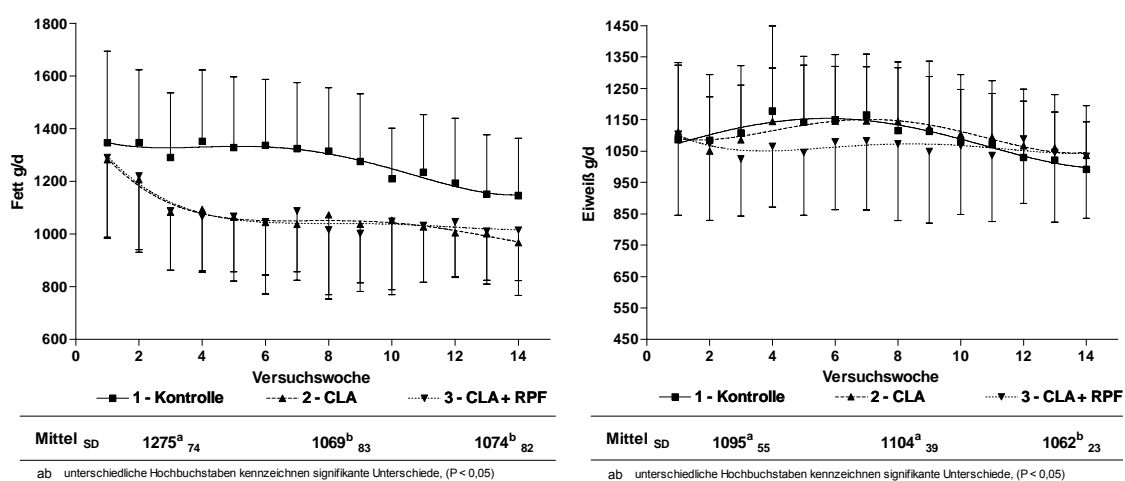 1800
1600
1400
1200
1000
800
600
Fett g/d
0 2 4 6 8 10 12 14
Versuchswoche
1 - Kontrolle 2 - CLA 3 - CLA + RPF
Mittel SD 1275a 74 1069b 83 1074b 82
ab unterschiedliche Hochbuchstaben kennzeichnen signifikante Unterschiede, (P < 0,05)
1450
1350
1250
1150
1050
950
850
750
650
550
450
Eiweiß g/d
0 2 4 6 8 10 12 14
Versuchswoche
1 - Kontrolle 2 - CLA 3 - CLA + RPF
Mittel SD 1095a 55 1104a 39 1062b 23
ab unterschiedliche Hochbuchstaben kennzeichnen signifikante Unterschiede, (P < 0,05)